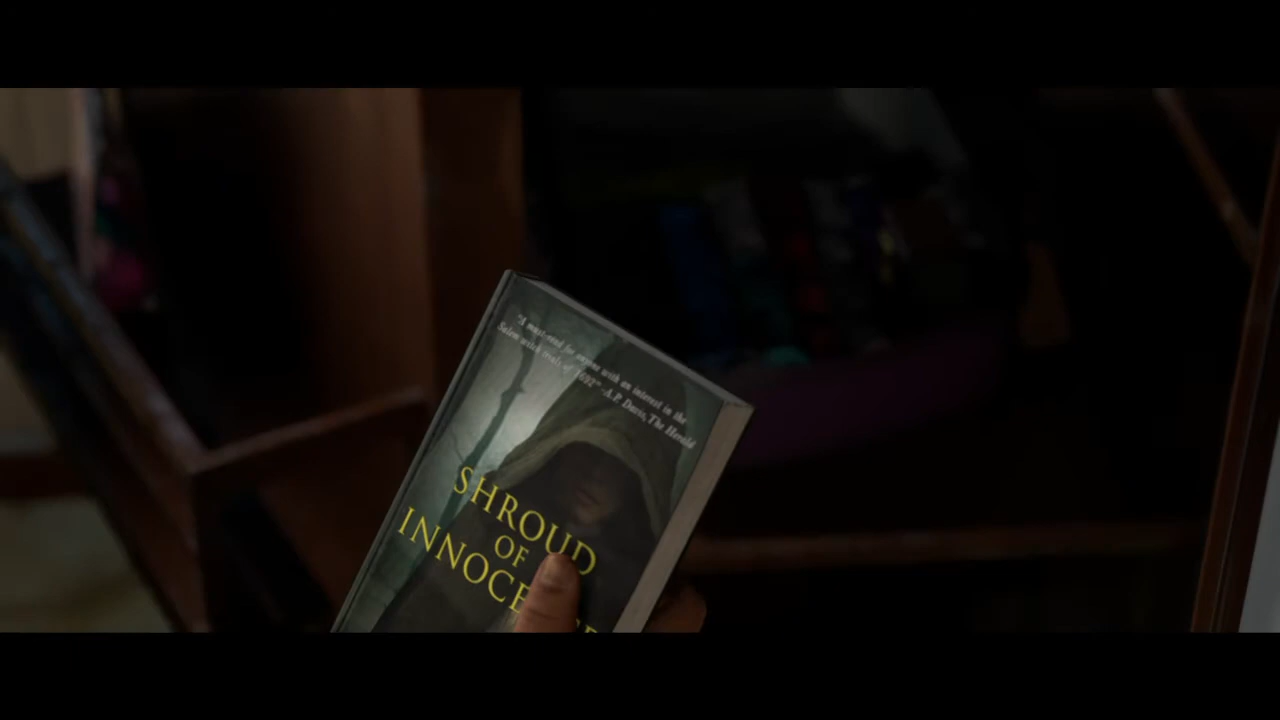 "A must-read for anyone with an interest in the
Salem witch trials of 1692" -A.P. Davis, The Herald
SHROUD
OF
INNOCE